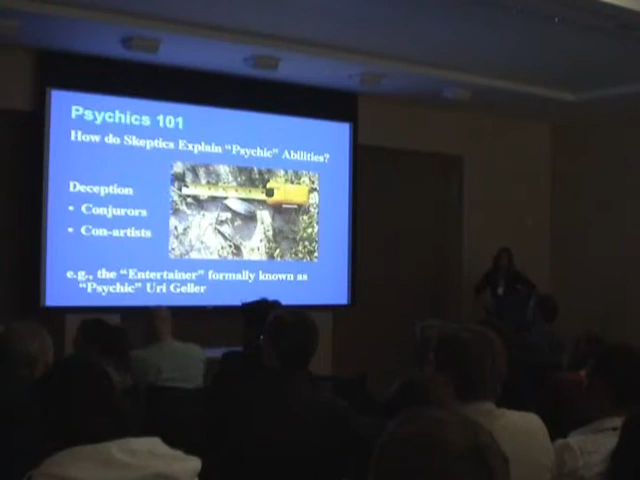 Psychics 101
How do Skeptics Explain "Psychic" Abilities?
Deception
• Conjurors
• Con-artists
e.g., the "Entertainer" formally known as
"Psychic" Uri Geller